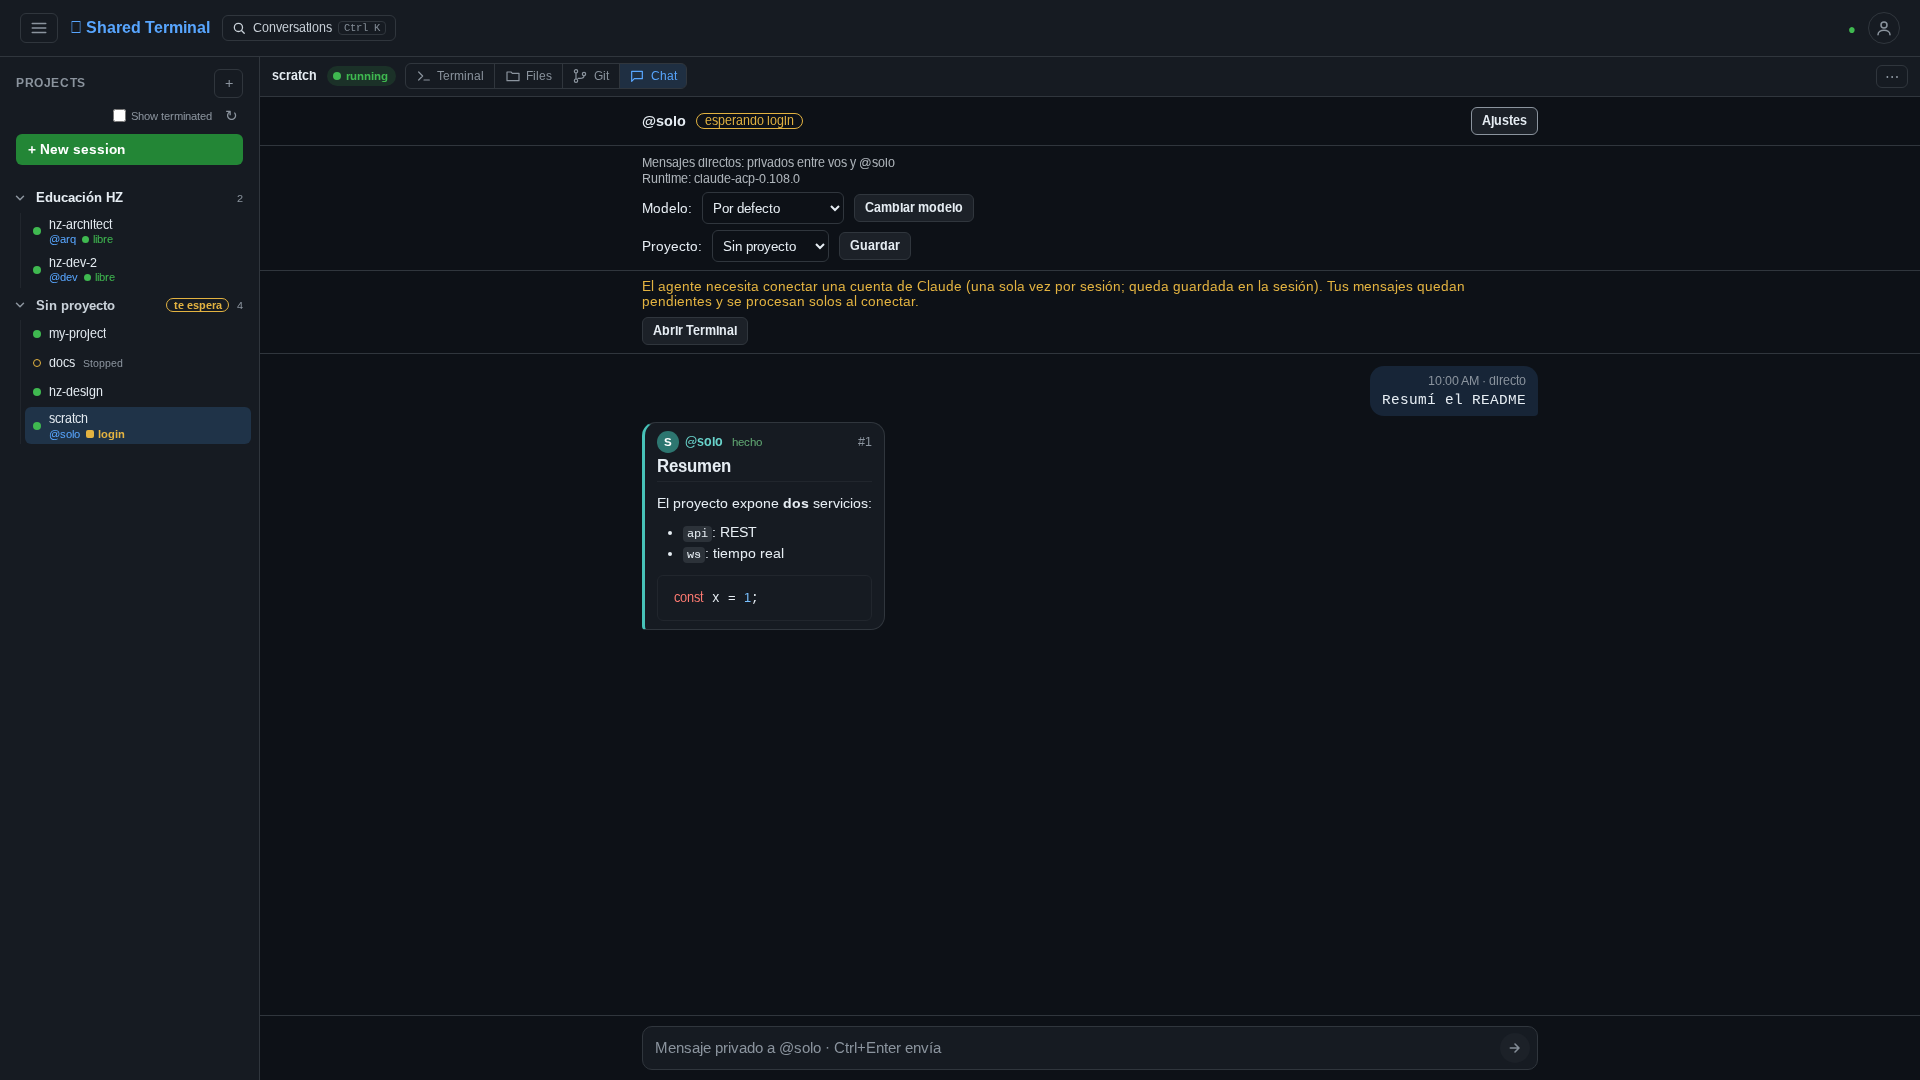 Shared Terminal
Conversations Ctrl K
PROJECTS
+
Show terminated ↻
+ New session
Educación HZ 2
hz-architect
@arq libre
hz-dev-2
@dev libre
Sin proyecto te espera 4
my-project
docs Stopped
hz-design
scratch
@solo login
scratch running Terminal Files Git Chat ...
@solo esperando login Ajustes
Mensajes directos: privados entre vos y @solo
Runtime: claude-acp-0.108.0
Modelo: Por defecto Cambiar modelo
Proyecto: Sin proyecto Guardar
El agente necesita conectar una cuenta de Claude (una sola vez por sesión; queda guardada en la sesión). Tus mensajes quedan
pendientes y se procesan solos al conectar.
Abrir Terminal
10:00 AM · directo
Resumí el README
S @solo hecho #1
Resumen
El proyecto expone dos servicios:
• api: REST
• ws: tiempo real
const x = 1;
Mensaje privado a @solo · Ctrl+Enter envía